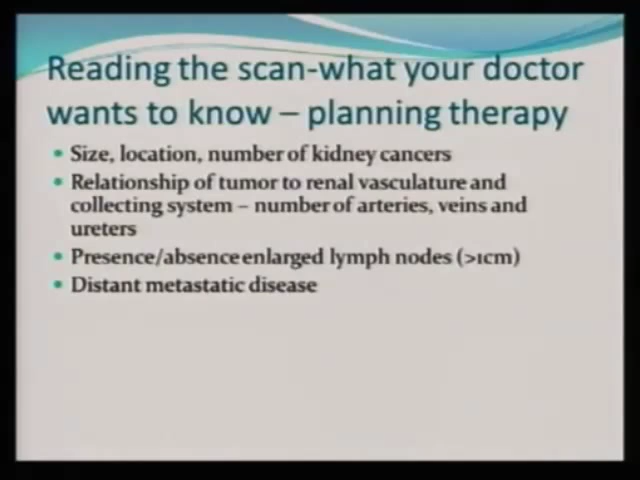 Reading the scan-what your doctor
wants to know – planning therapy
• Size, location, number of kidney cancers
• Relationship of tumor to renal vasculature and
collecting system – number of arteries, veins and
ureters
• Presence/absence enlarged lymph nodes (>1cm)
• Distant metastatic disease